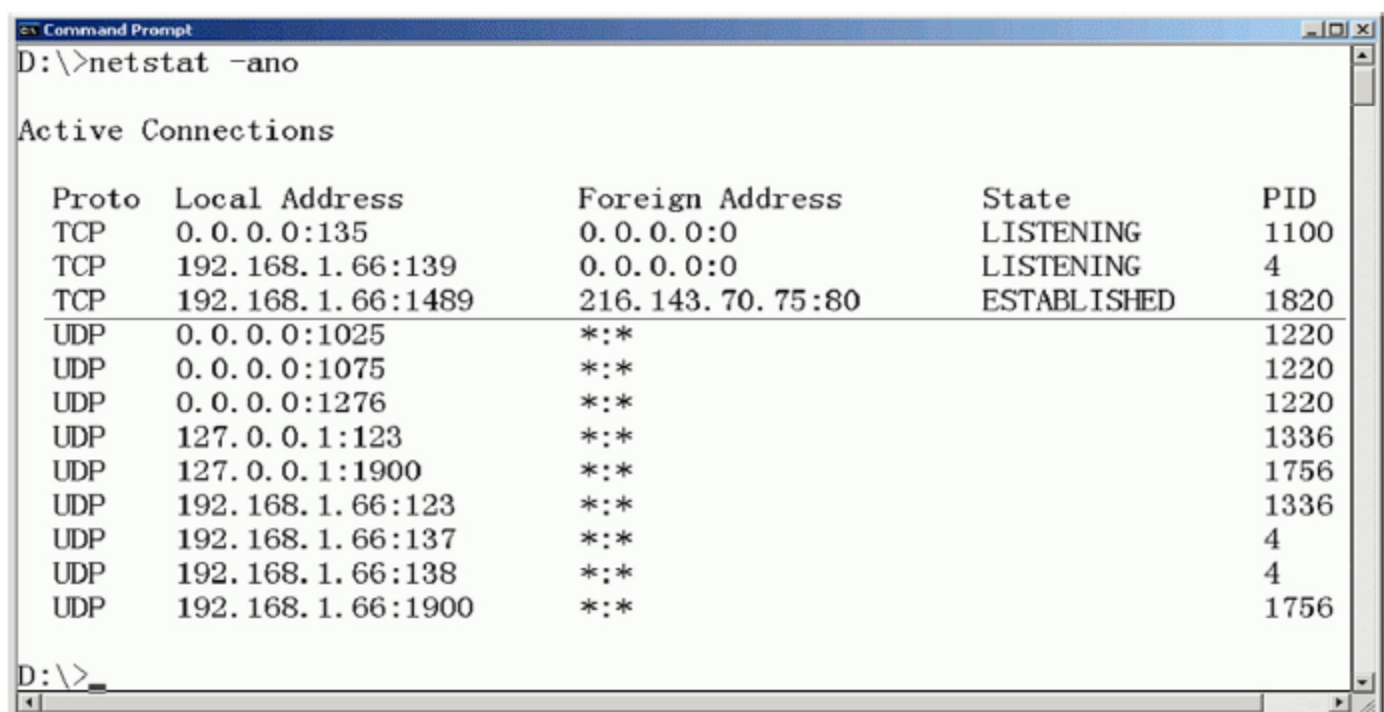 Command Prompt
D:\>netstat -ano
Active Connections
Proto Local Address Foreign Address State PID
TCP 0.0.0.0:135 0.0.0.0:0 LISTENING 1100
TCP 192.168.1.66:139 0.0.0.0:0 LISTENING 4
TCP 192.168.1.66:1489 216.143.70.75:80 ESTABLISHED 1820
UDP 0.0.0.0:1025 *:* 1220
UDP 0.0.0.0:1075 *:* 1220
UDP 0.0.0.0:1276 *:* 1220
UDP 127.0.0.1:123 *:* 1336
UDP 127.0.0.1:1900 *:* 1756
UDP 192.168.1.66:123 *:* 1336
UDP 192.168.1.66:137 *:* 4
UDP 192.168.1.66:138 *:* 4
UDP 192.168.1.66:1900 *:* 1756
D:\>_